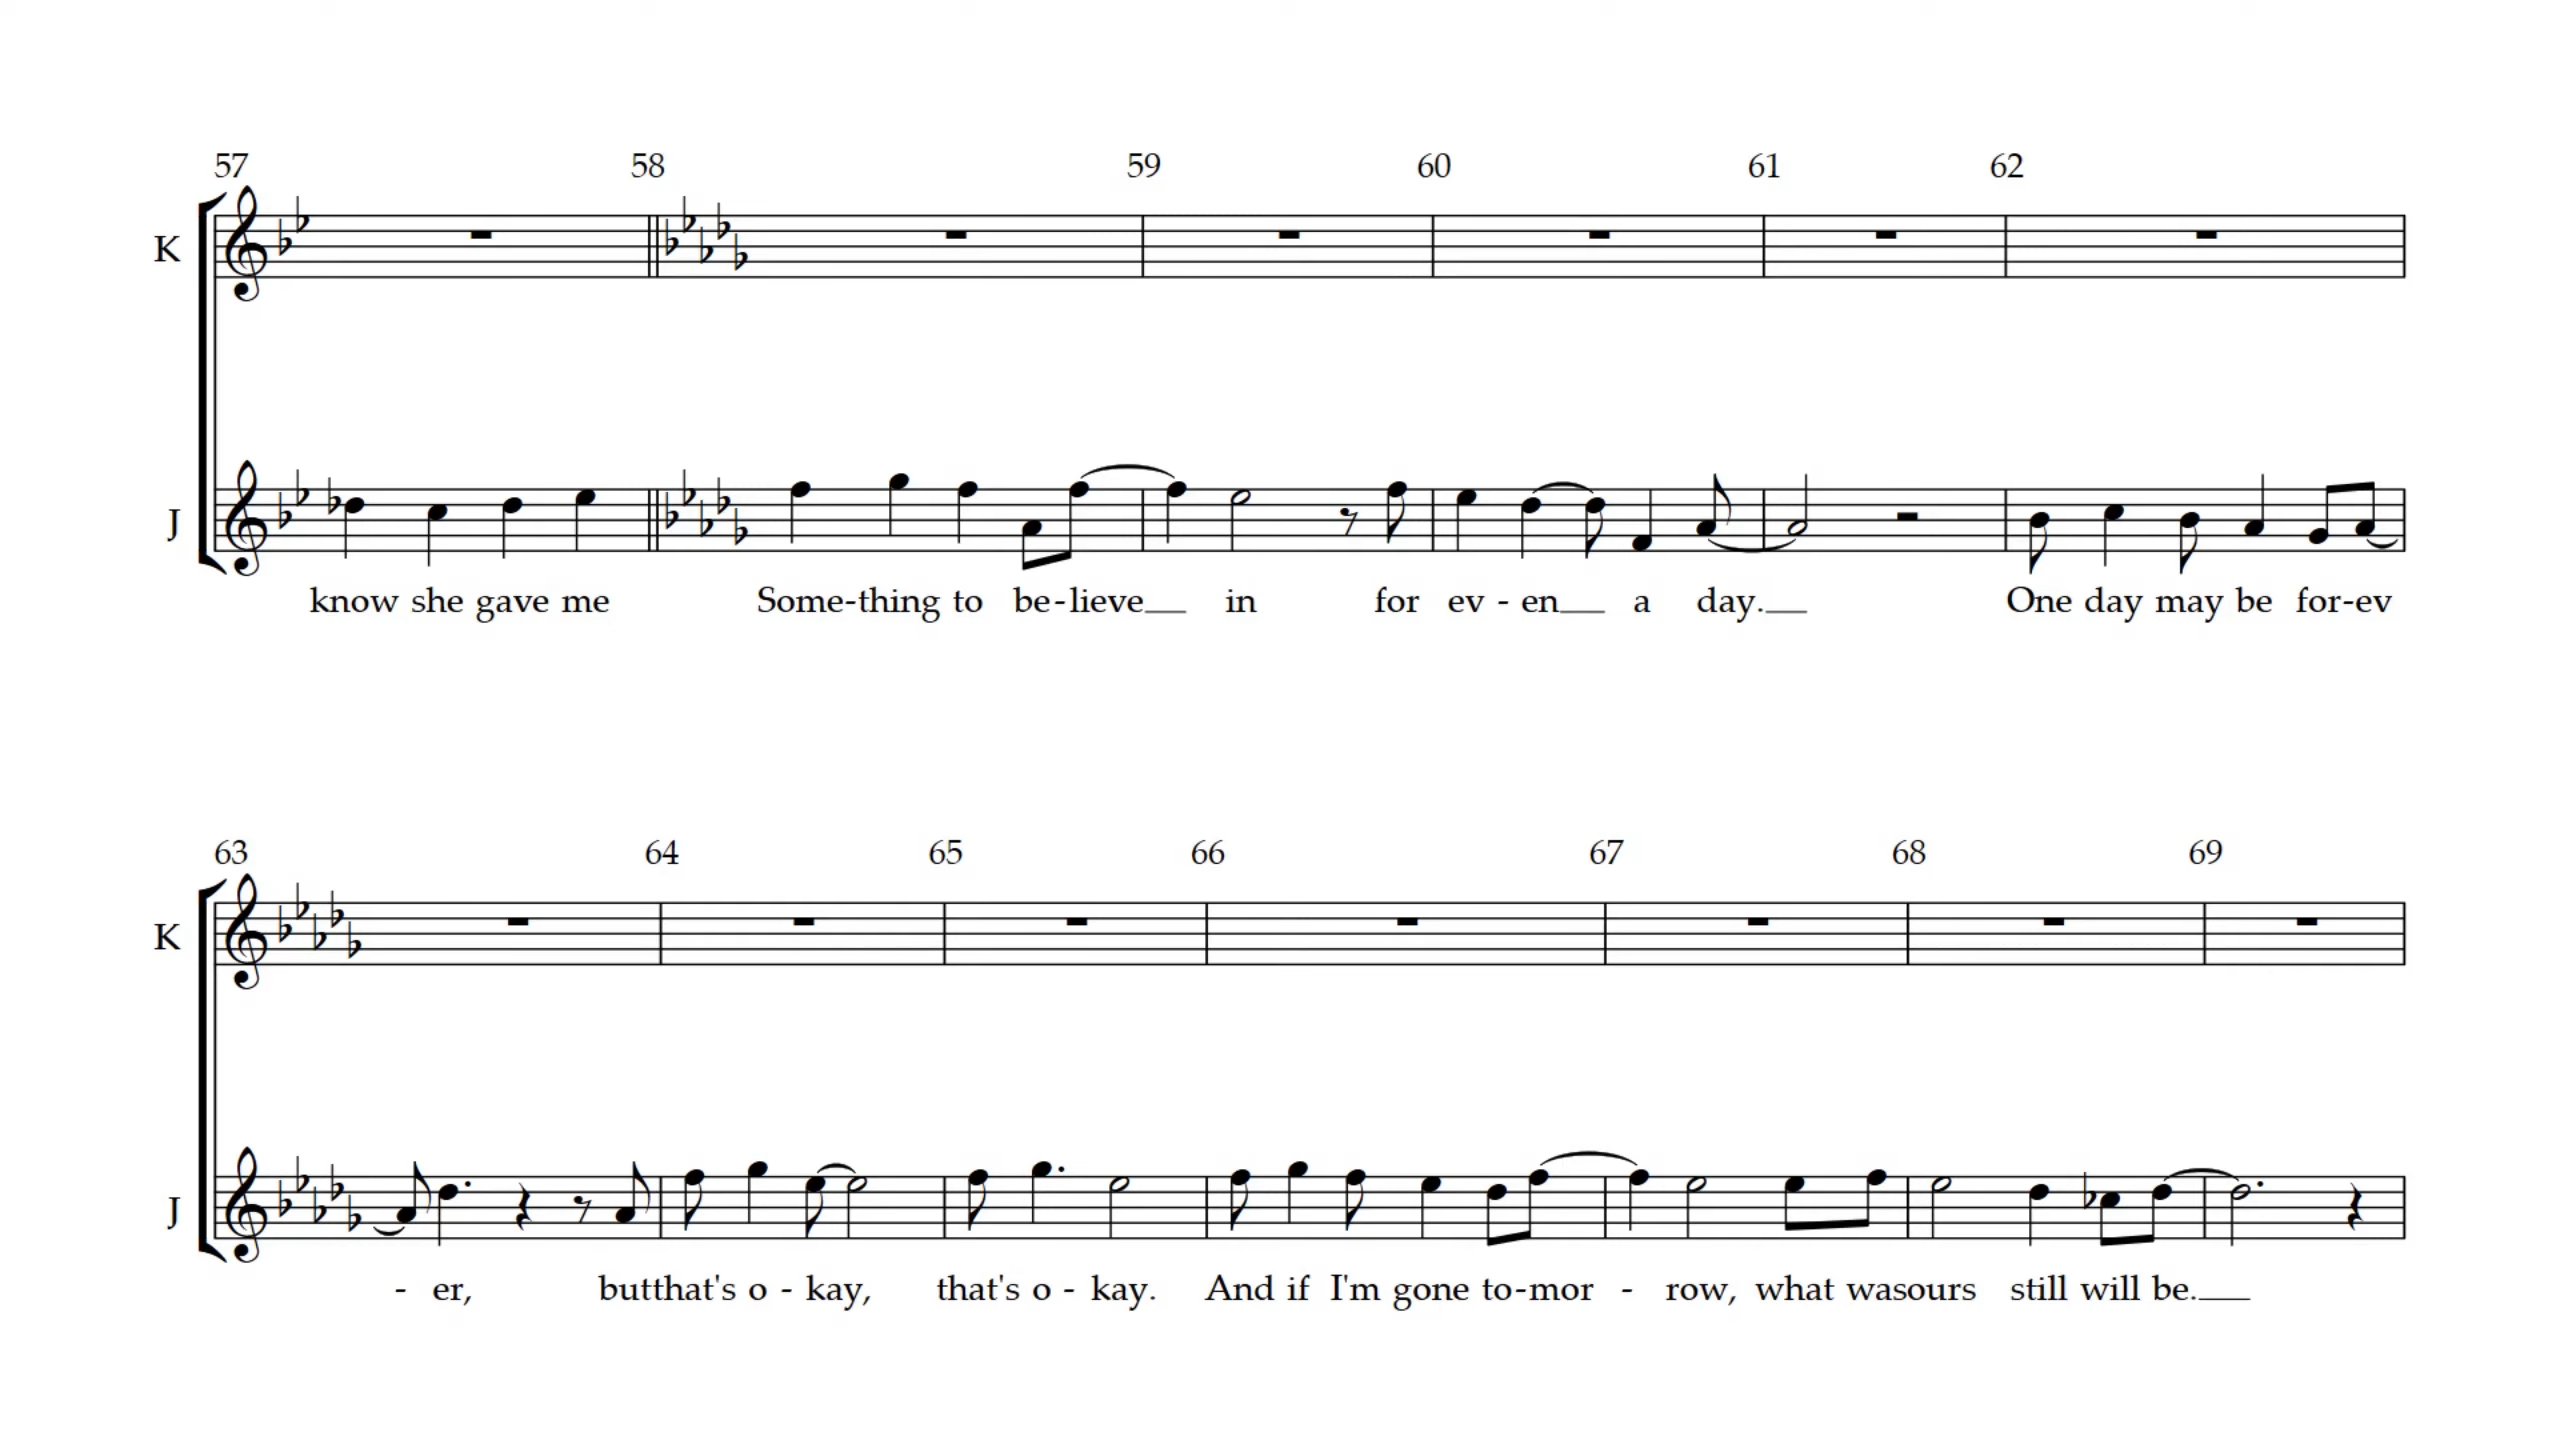 57 58 59 60 61 62
K
J
know she gave me Some-thing to be-lieve__ in for ev - en__ a day.__ One day may be for-ev
63 64 65 66 67 68 69
K
J
- er, butthat's o - kay, that's o - kay. And if I'm gone to-mor - row, what wasours still will be.__